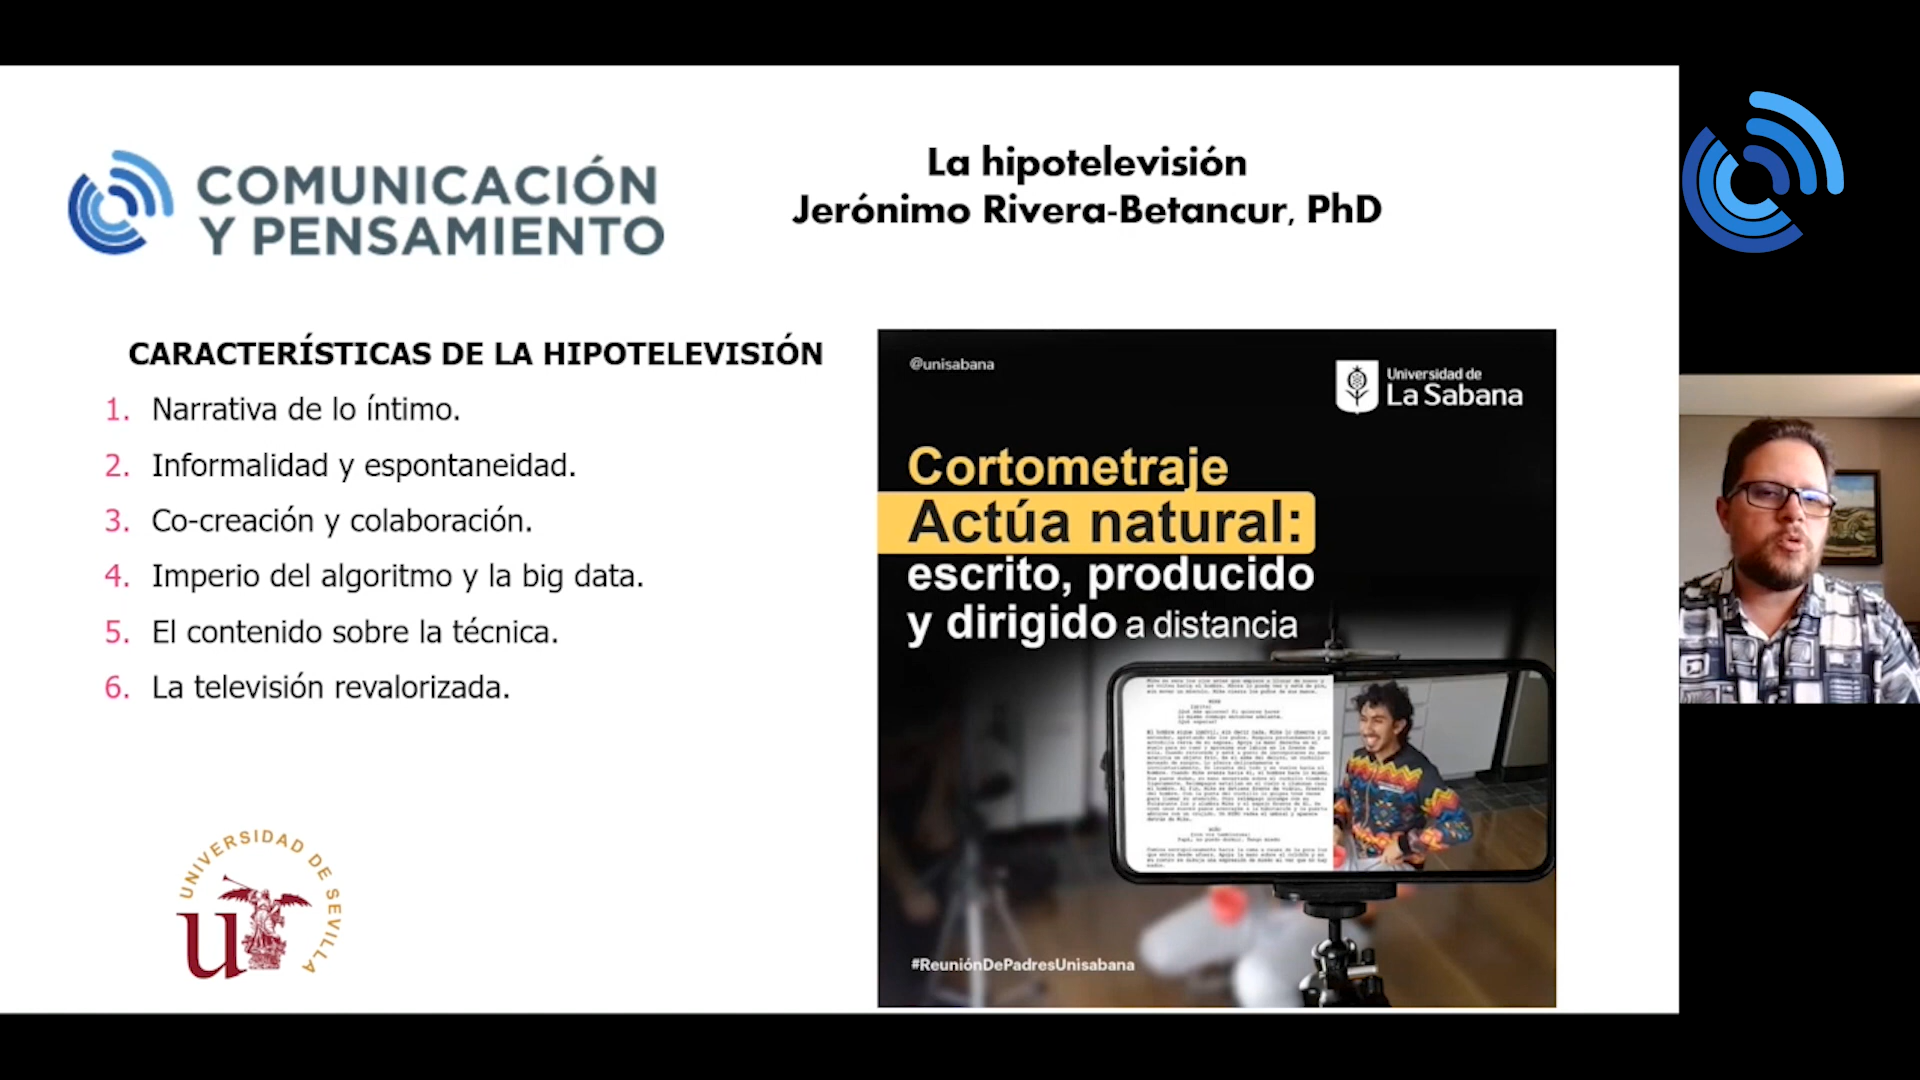 COMUNICACIÓN
Y PENSAMIENTO
La hipotelevisión
Jerónimo Rivera-Betancur, PhD
CARACTERÍSTICAS DE LA HIPOTELEVISIÓN
1. Narrativa de lo íntimo.
2. Informalidad y espontaneidad.
3. Co-creación y colaboración.
4. Imperio del algoritmo y la big data.
5. El contenido sobre la técnica.
6. La televisión revalorizada.
UNIVERSIDAD DE SEVILLA
u
@unisabana
Universidad de
La Sabana
Cortometraje
Actúa natural:
escrito, producido
y dirigido a distancia
#ReuniónDePadresUnisabana